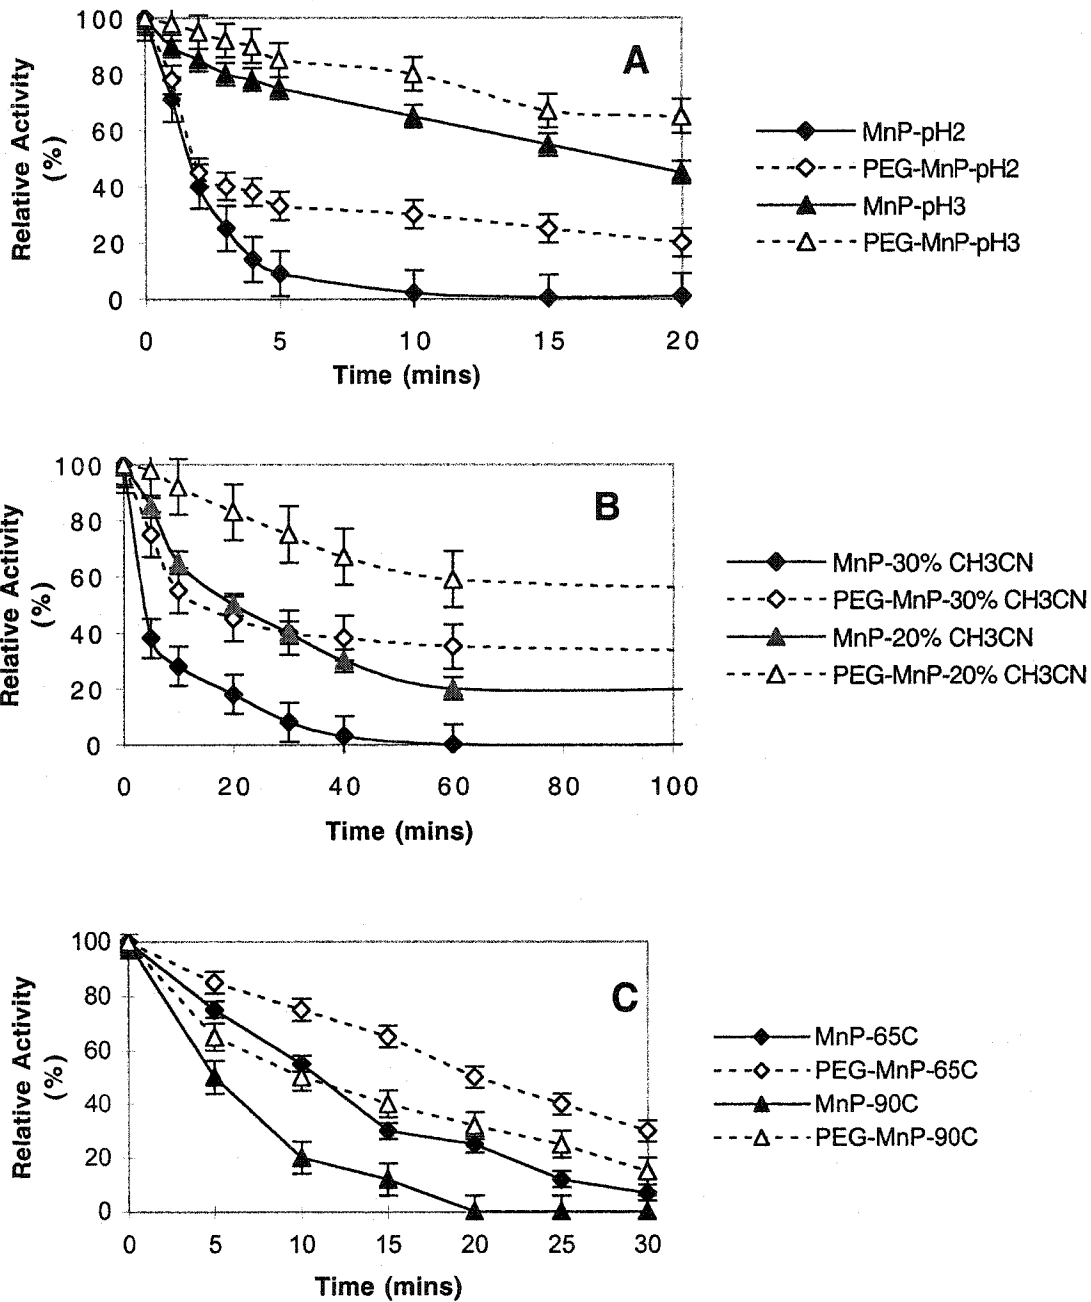 A
Relative Activity
(%)
100
80
60
40
20
0
0 5 10 15 20
Time (mins)
MnP-pH2
PEG-MnP-pH2
MnP-pH3
PEG-MnP-pH3
B
Relative Activity
(%)
100
80
60
40
20
0
0 20 40 60 80 100
Time (mins)
MnP-30% CH3CN
PEG-MnP-30% CH3CN
MnP-20% CH3CN
PEG-MnP-20% CH3CN
C
Relative Activity
(%)
100
80
60
40
20
0
0 5 10 15 20 25 30
Time (mins)
MnP-65C
PEG-MnP-65C
MnP-90C
PEG-MnP-90C